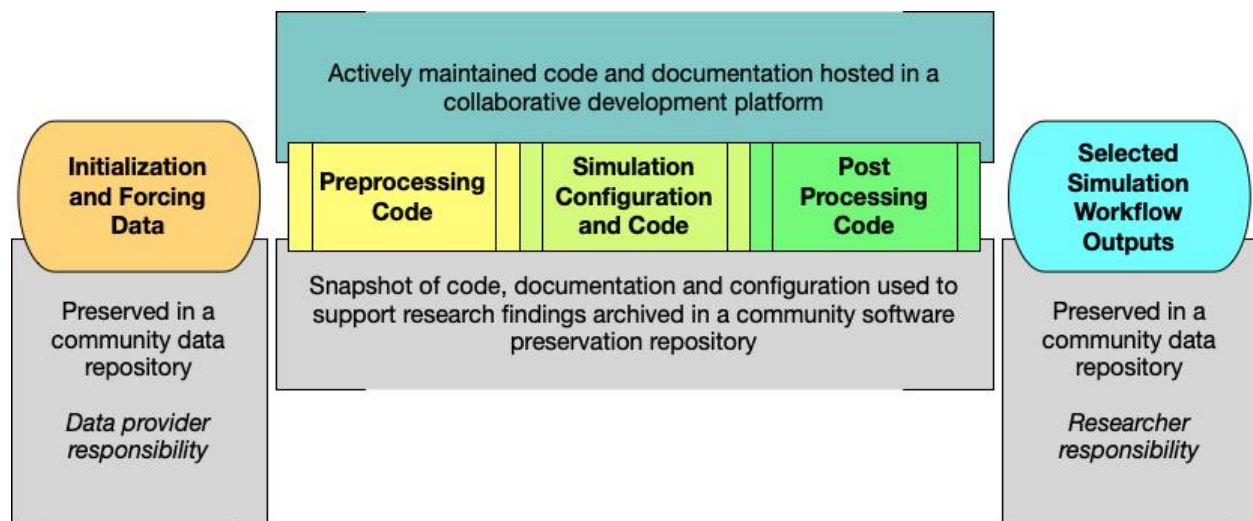 Actively maintained code and documentation hosted in a
collaborative development platform
Initialization
and Forcing
Data
Preprocessing
Code
Simulation
Configuration
and Code
Post
Processing
Code
Selected
Simulation
Workflow
Outputs
Preserved in a
community data
repository
Data provider
responsibility
Snapshot of code, documentation and configuration used to
support research findings archived in a community software
preservation repository
Preserved in a
community data
repository
Researcher
responsibility